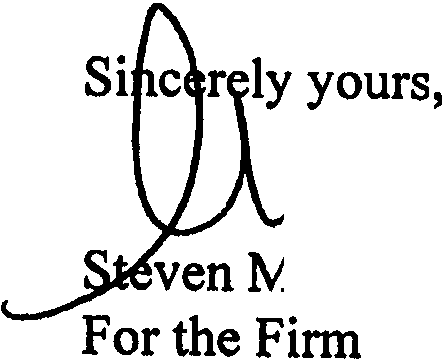 Sincerely yours,
Steven M
For the Firm